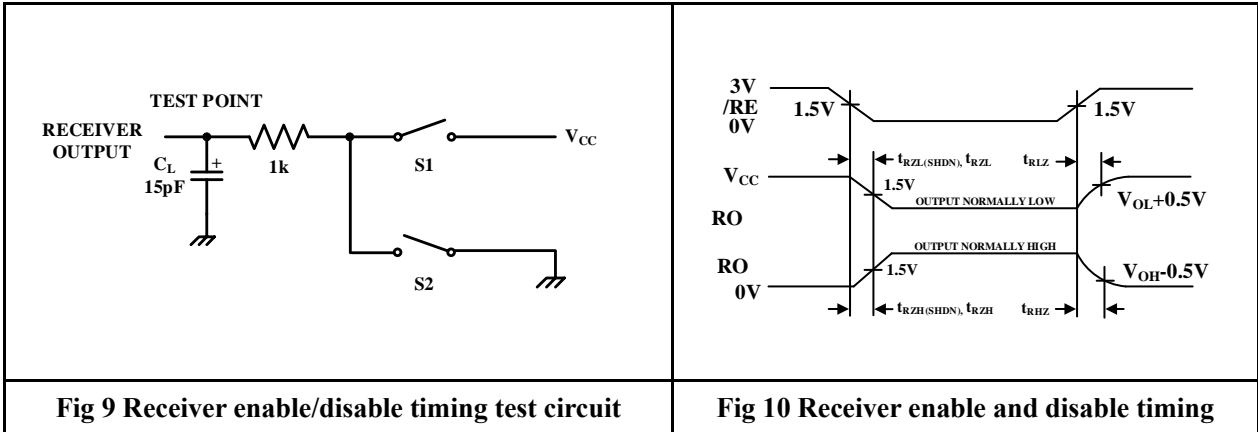 TEST POINT
RECEIVER
OUTPUT
C_L
15pF
+
1k
S1
V_CC
S2
Fig 9 Receiver enable/disable timing test circuit
3V
/RE
0V
1.5V
1.5V
t_RZL(SHDN), t_RZL
t_RLZ
V_CC
1.5V
OUTPUT NORMALLY LOW
V_OL+0.5V
RO
OUTPUT NORMALLY HIGH
RO
1.5V
V_OH-0.5V
0V
t_RZH(SHDN), t_RZH
t_RHZ
Fig 10 Receiver enable and disable timing